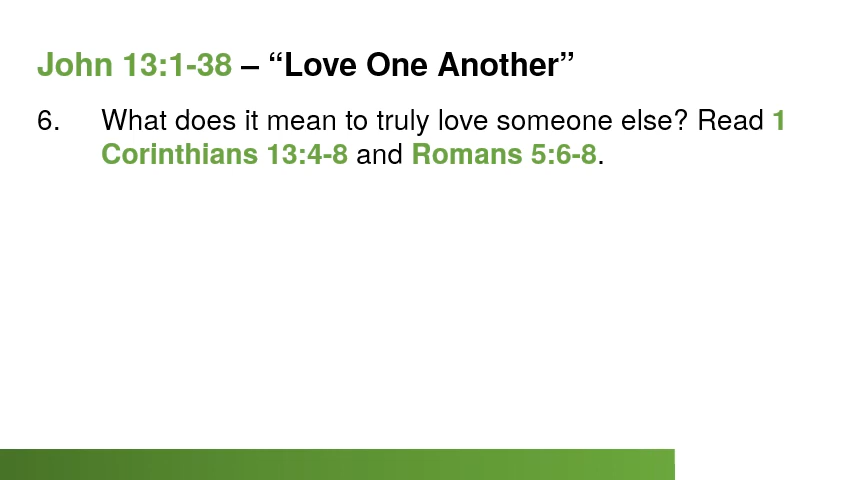 John 13:1-38 – “Love One Another”
6. What does it mean to truly love someone else? Read 1
Corinthians 13:4-8 and Romans 5:6-8.